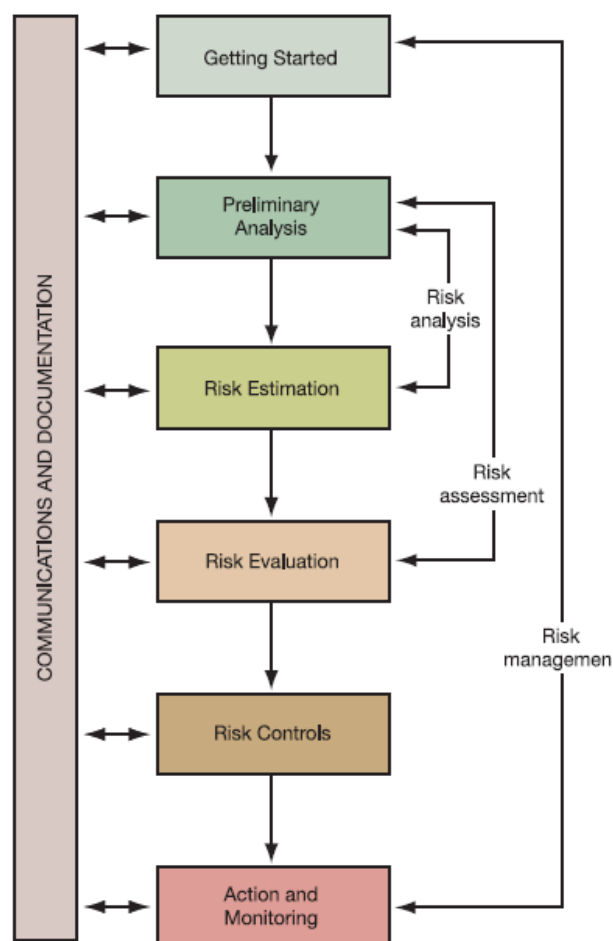 COMMUNICATIONS AND DOCUMENTATION
Getting Started
Preliminary
Analysis
Risk
analysis
Risk Estimation
Risk
assessment
Risk Evaluation
Risk
managemen
Risk Controls
Action and
Monitoring